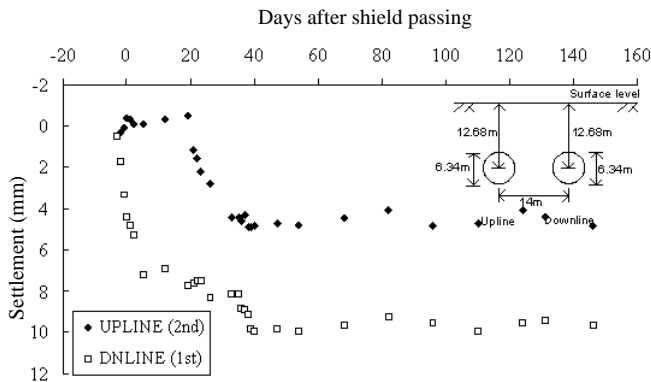 Days after shield passing
-20 0 20 40 60 80 100 120 140 160
-2
0
2
4
6
8
10
12
Settlement (mm)
Surface level
12.68m 12.68m
6.34m 6.34m
14m
Upline Downline
UPLINE (2nd)
DNLINE (1st)